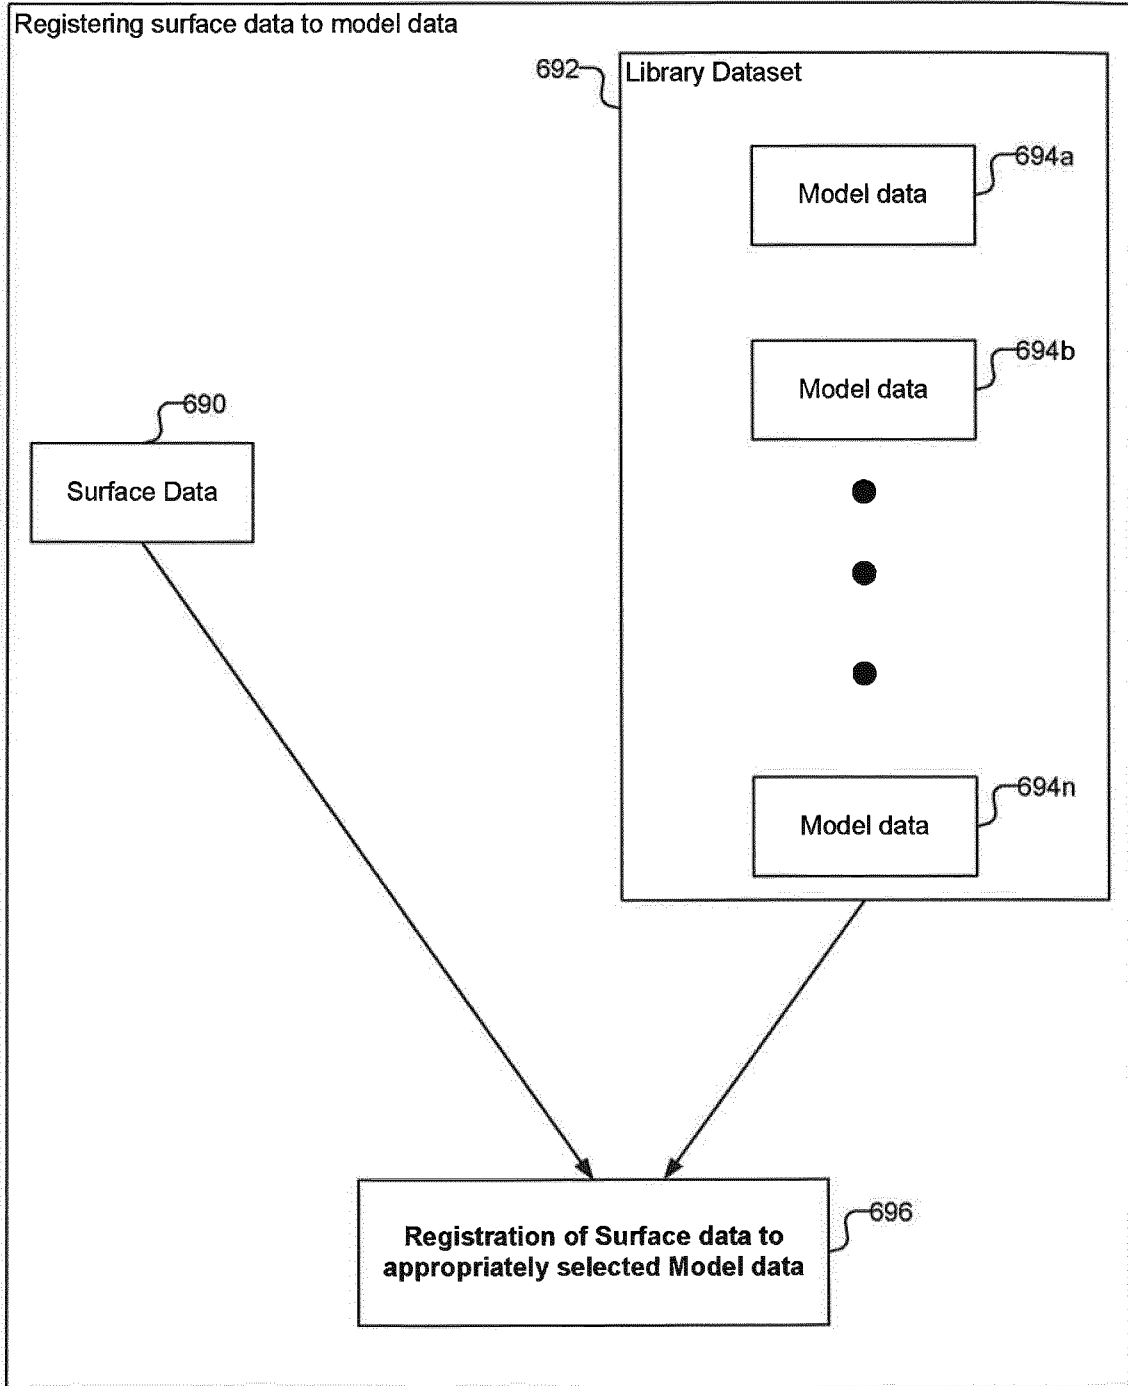 Registering surface data to model data
692
Library Dataset
694a
Model data
694b
Model data
690
Surface Data
694n
Model data
696
Registration of Surface data to
appropriately selected Model data